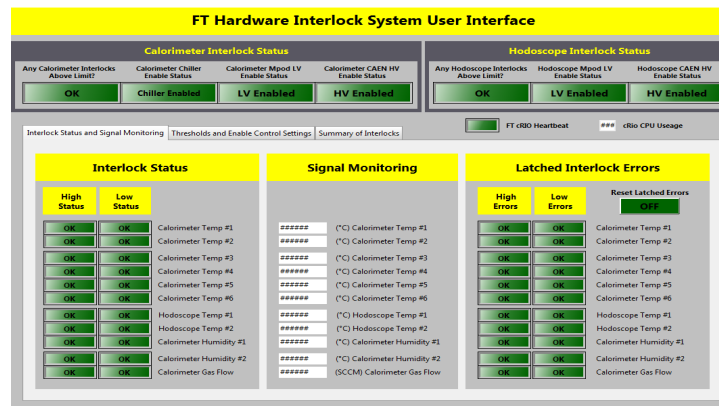 FT Hardware Interlock System User Interface
Calorimeter Interlock Status
Hodoscope Interlock Status
Any Calorimeter Interlocks Above Limit?
Calorimeter Chiller Enable Status
Calorimeter Mpod LV Enable Status
Calorimeter CAEN HV Enable Status
Any Hodoscope Interlocks Above Limit?
Hodoscope Mpod LV Enable Status
Hodoscope CAEN HV Enable Status
OK
Chiller Enabled
LV Enabled
HV Enabled
OK
LV Enabled
HV Enabled
Interlock Status and Signal Monitoring
Thresholds and Enable Control Settings
Summary of Interlocks
FT cRIO Heartbeat
### cRio CPU Useage
Interlock Status
High Status
Low Status
OK OK Calorimeter Temp #1
OK OK Calorimeter Temp #2
OK OK Calorimeter Temp #3
OK OK Calorimeter Temp #4
OK OK Calorimeter Temp #5
OK OK Calorimeter Temp #6
OK OK Hodoscope Temp #1
OK OK Hodoscope Temp #2
OK OK Calorimeter Humidity #1
OK OK Calorimeter Humidity #2
OK OK Calorimeter Gas Flow
Signal Monitoring
###### (°C) Calorimeter Temp #1
###### (°C) Calorimeter Temp #2
###### (°C) Calorimeter Temp #3
###### (°C) Calorimeter Temp #4
###### (°C) Calorimeter Temp #5
###### (°C) Calorimeter Temp #6
###### (°C) Hodoscope Temp #1
###### (°C) Hodoscope Temp #2
###### (°C) Calorimeter Humidity #1
###### (°C) Calorimeter Humidity #2
###### (SCCM) Calorimeter Gas Flow
Latched Interlock Errors
High Errors
Low Errors
Reset Latched Errors
OFF
OK OK Calorimeter Temp #1
OK OK Calorimeter Temp #2
OK OK Calorimeter Temp #3
OK OK Calorimeter Temp #4
OK OK Calorimeter Temp #5
OK OK Calorimeter Temp #6
OK OK Hodoscope Temp #1
OK OK Hodoscope Temp #2
OK OK Calorimeter Humidity #1
OK OK Calorimeter Humidity #2
OK OK Calorimeter Gas Flow